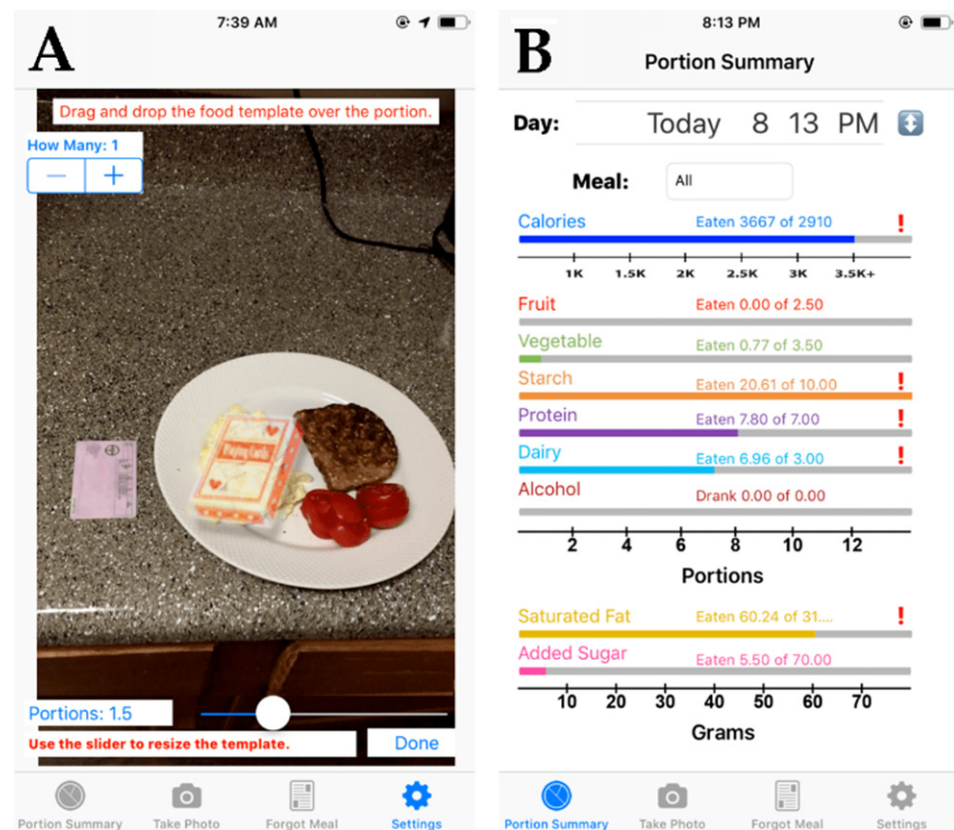 A
7:39 AM
Drag and drop the food template over the portion.
How Many: 1
− +
Playing Cards
Portions: 1.5
Use the slider to resize the template.
Done
Portion Summary Take Photo Forgot Meal Settings
B
8:13 PM
Portion Summary
Day: Today 8 13 PM
Meal: All
Calories Eaten 3667 of 2910 !
1K 1.5K 2K 2.5K 3K 3.5K+
Fruit Eaten 0.00 of 2.50
Vegetable Eaten 0.77 of 3.50
Starch Eaten 20.61 of 10.00 !
Protein Eaten 7.80 of 7.00 !
Dairy Eaten 6.96 of 3.00 !
Alcohol Drank 0.00 of 0.00
2 4 6 8 10 12
Portions
Saturated Fat Eaten 60.24 of 31.... !
Added Sugar Eaten 5.50 of 70.00
10 20 30 40 50 60 70
Grams
Portion Summary Take Photo Forgot Meal Settings